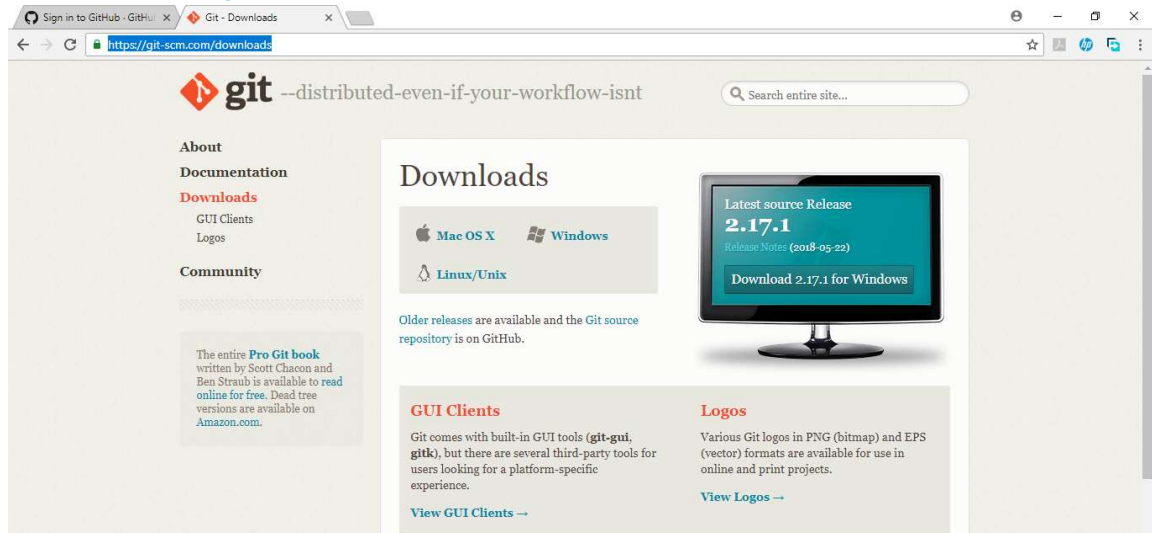 Sign in to GitHub · GitHu
Git - Downloads
https://git-scm.com/downloads
git --distributed-even-if-your-workflow-isnt
Search entire site...
About
Documentation
Downloads
GUI Clients
Logos
Community
The entire Pro Git book
written by Scott Chacon and
Ben Straub is available to read
online for free. Dead tree
versions are available on
Amazon.com.
Downloads
Mac OS X
Windows
Linux/Unix
Older releases are available and the Git source
repository is on GitHub.
Latest source Release
2.17.1
Release Notes (2018-05-22)
Download 2.17.1 for Windows
GUI Clients
Git comes with built-in GUI tools (git-gui,
gitk), but there are several third-party tools for
users looking for a platform-specific
experience.
View GUI Clients →
Logos
Various Git logos in PNG (bitmap) and EPS
(vector) formats are available for use in
online and print projects.
View Logos →